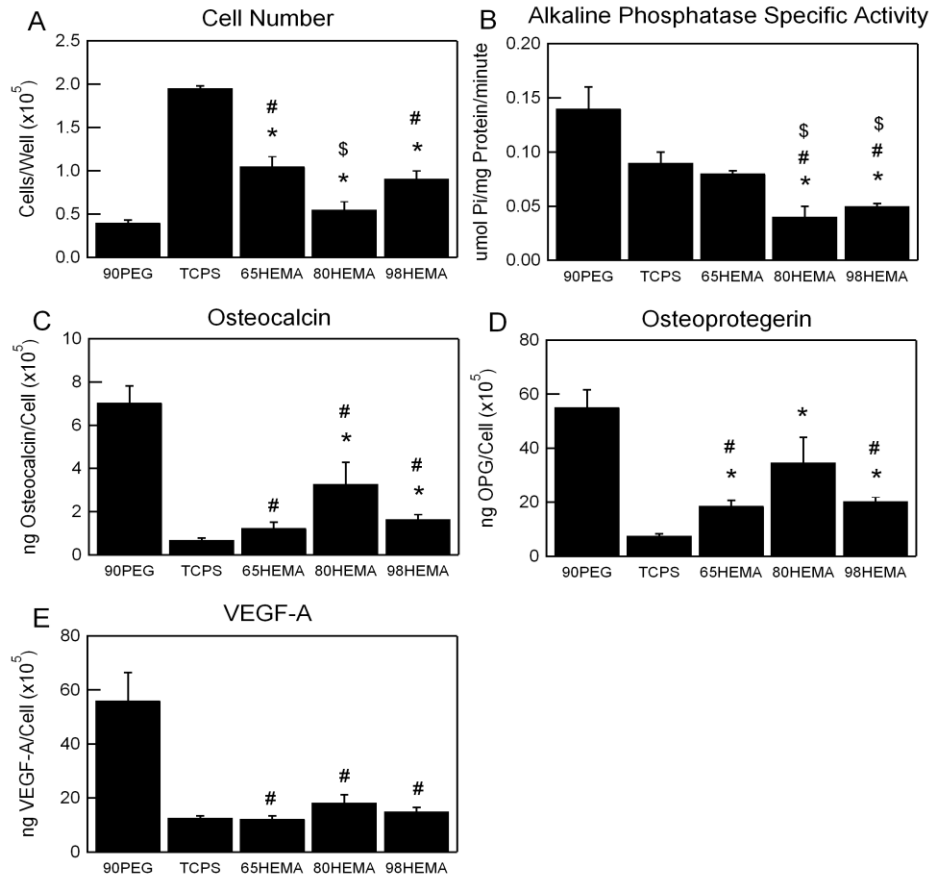 A
Cell Number
Cells/Well (x10⁵)
2.5
2.0
1.5
1.0
0.5
0.0
#
*
$
*
#
*
90PEG TCPS 65HEMA 80HEMA 98HEMA
B
Alkaline Phosphatase Specific Activity
umol Pi/mg Protein/minute
0.20
0.15
0.10
0.05
0.00
$
#
*
$
#
*
90PEG TCPS 65HEMA 80HEMA 98HEMA
C
Osteocalcin
ng Osteocalcin/Cell (x10⁵)
10
8
6
4
2
0
#
#
*
#
*
90PEG TCPS 65HEMA 80HEMA 98HEMA
D
Osteoprotegerin
ng OPG/Cell (x10⁵)
80
60
40
20
0
#
*
*
#
*
90PEG TCPS 65HEMA 80HEMA 98HEMA
E
VEGF-A
ng VEGF-A/Cell (x10⁵)
80
60
40
20
0
#
#
#
90PEG TCPS 65HEMA 80HEMA 98HEMA